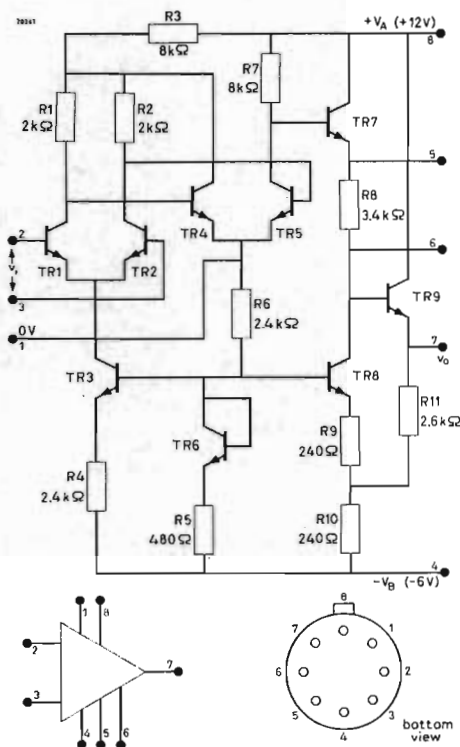 70361
R3
8kΩ
+VA (+12V)
8
R1
2kΩ
R2
2kΩ
R7
8kΩ
TR7
5
R8
3.4kΩ
TR4
TR5
6
2
TR1
TR2
3
TR9
0V
1
R6
2.4kΩ
7
vo
TR3
TR8
R11
2.6kΩ
TR6
R9
240Ω
R4
2.4kΩ
R5
480Ω
R10
240Ω
4
-VB (-6V)
1 8
2
3
7
4 5 6
8
7 1
6 2
5 3
4
bottom
view